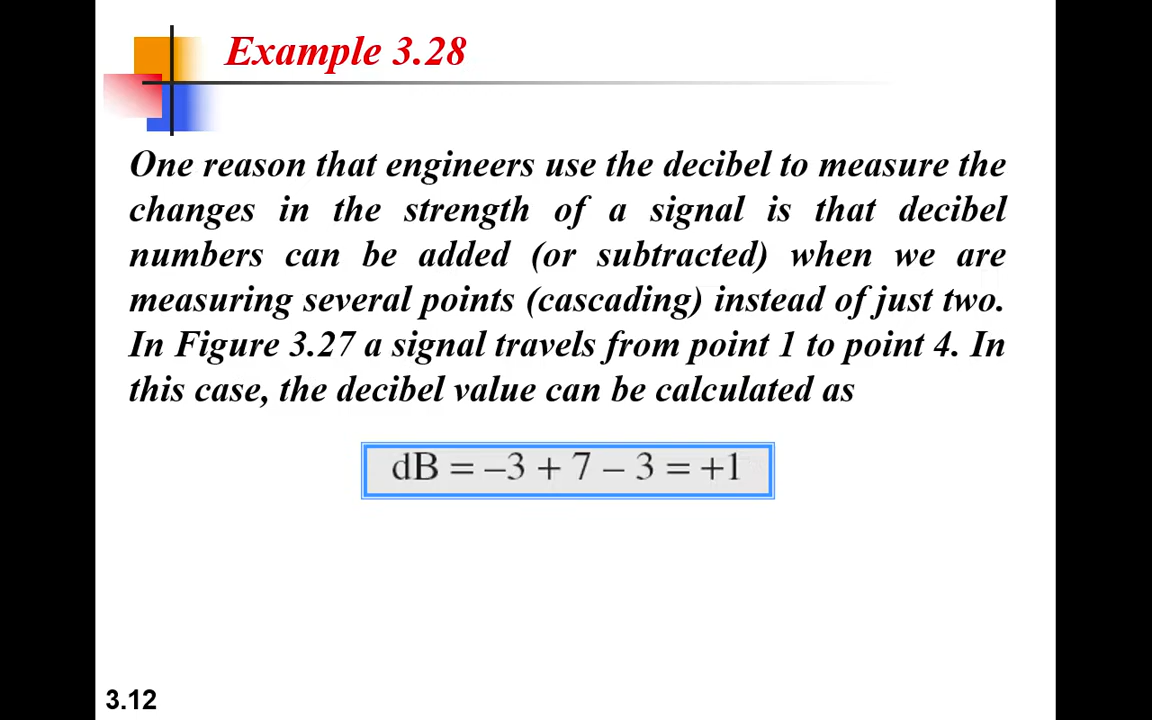 Example 3.28
One reason that engineers use the decibel to measure the
changes in the strength of a signal is that decibel
numbers can be added (or subtracted) when we are
measuring several points (cascading) instead of just two.
In Figure 3.27 a signal travels from point 1 to point 4. In
this case, the decibel value can be calculated as
dB = –3 + 7 – 3 = +1
3.12